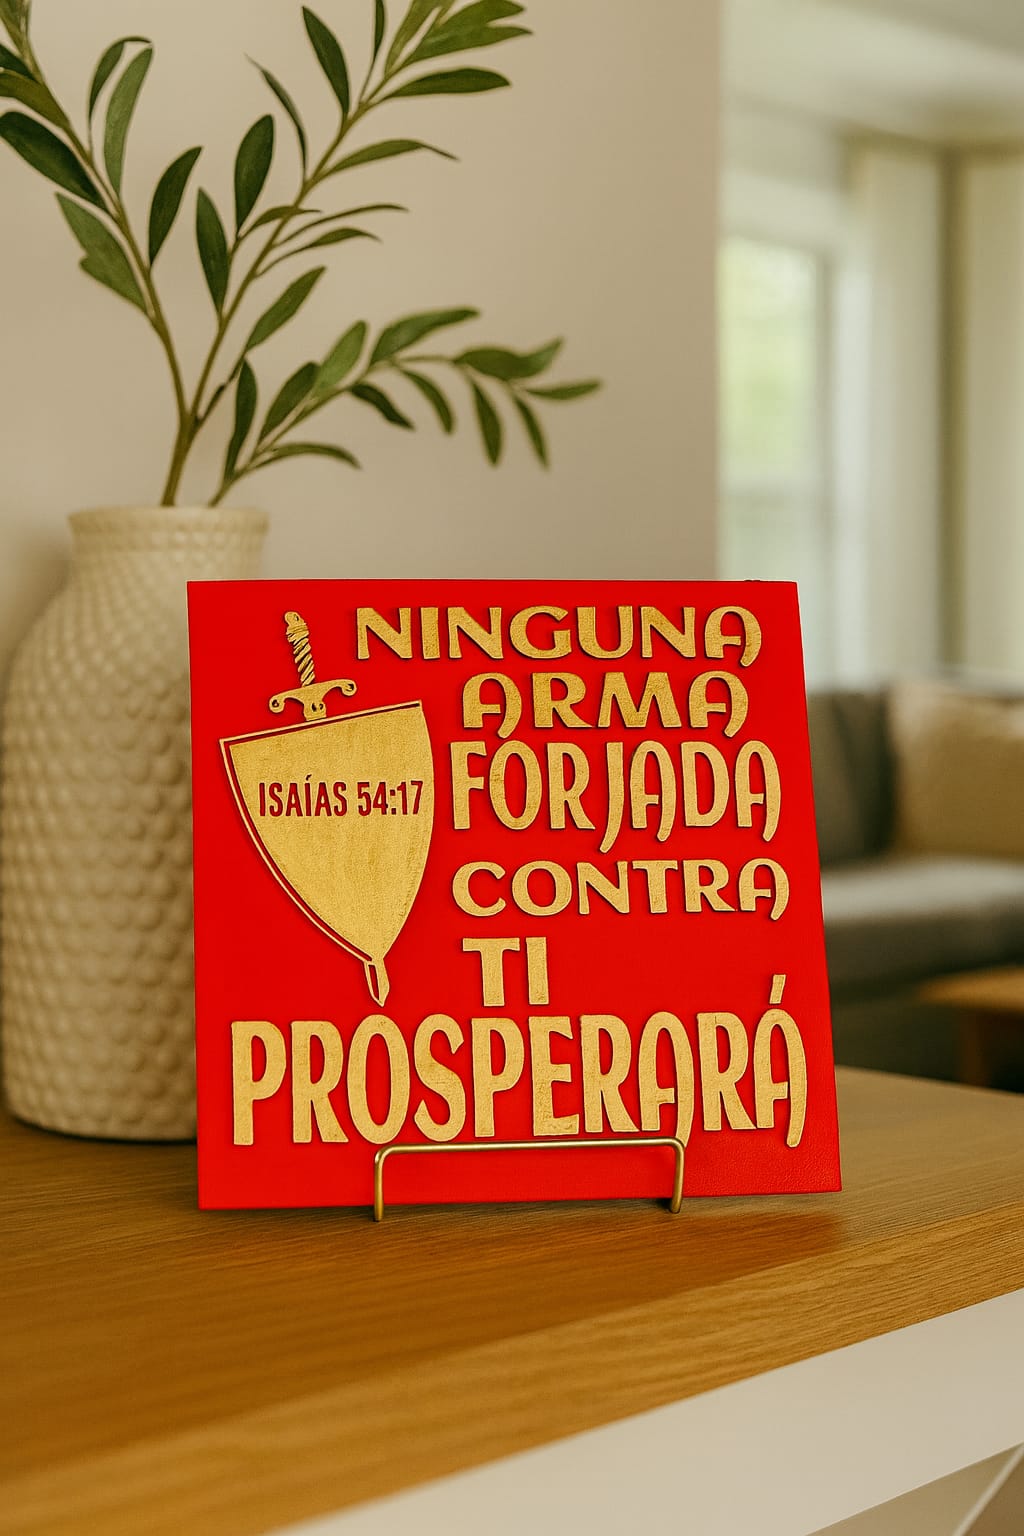 NINGUNA
ARMA
FORJADA
ISAÍAS 54:17
CONTRA
TI
PROSPERARÁ